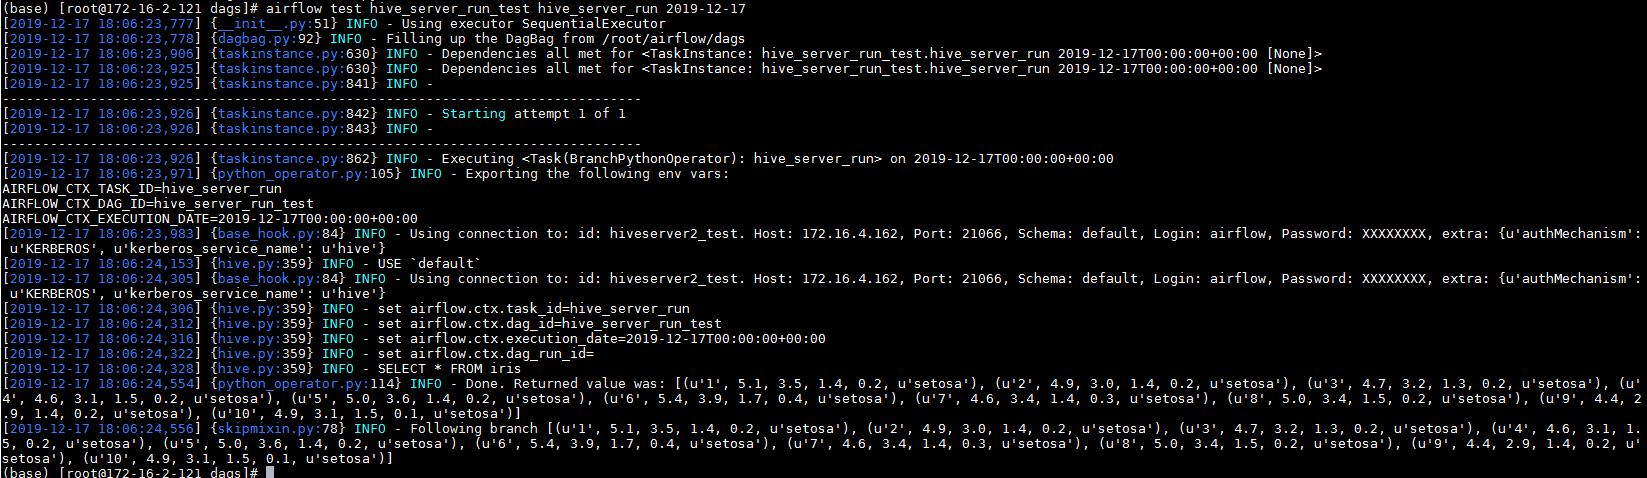 (base) [root@172-16-2-121 dags]# airflow test hive_server_run_test hive_server_run 2019-12-17
[2019-12-17 18:06:23,777] {__init__.py:51} INFO - Using executor SequentialExecutor
[2019-12-17 18:06:23,778] {dagbag.py:92} INFO - Filling up the DagBag from /root/airflow/dags
[2019-12-17 18:06:23,906] {taskinstance.py:630} INFO - Dependencies all met for <TaskInstance: hive_server_run_test.hive_server_run 2019-12-17T00:00:00+00:00 [None]>
[2019-12-17 18:06:23,925] {taskinstance.py:630} INFO - Dependencies all met for <TaskInstance: hive_server_run_test.hive_server_run 2019-12-17T00:00:00+00:00 [None]>
[2019-12-17 18:06:23,925] {taskinstance.py:841} INFO -
--------------------------------------------------------------------------------
[2019-12-17 18:06:23,926] {taskinstance.py:842} INFO - Starting attempt 1 of 1
[2019-12-17 18:06:23,926] {taskinstance.py:843} INFO -
--------------------------------------------------------------------------------
[2019-12-17 18:06:23,926] {taskinstance.py:862} INFO - Executing <Task(BranchPythonOperator): hive_server_run> on 2019-12-17T00:00:00+00:00
[2019-12-17 18:06:23,971] {python_operator.py:105} INFO - Exporting the following env vars:
AIRFLOW_CTX_TASK_ID=hive_server_run
AIRFLOW_CTX_DAG_ID=hive_server_run_test
AIRFLOW_CTX_EXECUTION_DATE=2019-12-17T00:00:00+00:00
[2019-12-17 18:06:23,983] {base_hook.py:84} INFO - Using connection to: id: hiveserver2_test. Host: 172.16.4.162, Port: 21066, Schema: default, Login: airflow, Password: XXXXXXXX, extra: {u'authMechanism':
 u'KERBEROS', u'kerberos_service_name': u'hive'}
[2019-12-17 18:06:24,153] {hive.py:359} INFO - USE `default`
[2019-12-17 18:06:24,305] {base_hook.py:84} INFO - Using connection to: id: hiveserver2_test. Host: 172.16.4.162, Port: 21066, Schema: default, Login: airflow, Password: XXXXXXXX, extra: {u'authMechanism':
 u'KERBEROS', u'kerberos_service_name': u'hive'}
[2019-12-17 18:06:24,306] {hive.py:359} INFO - set airflow.ctx.task_id=hive_server_run
[2019-12-17 18:06:24,312] {hive.py:359} INFO - set airflow.ctx.dag_id=hive_server_run_test
[2019-12-17 18:06:24,316] {hive.py:359} INFO - set airflow.ctx.execution_date=2019-12-17T00:00:00+00:00
[2019-12-17 18:06:24,322] {hive.py:359} INFO - set airflow.ctx.dag_run_id=
[2019-12-17 18:06:24,328] {hive.py:359} INFO - SELECT * FROM iris
[2019-12-17 18:06:24,554] {python_operator.py:114} INFO - Done. Returned value was: [(u'1', 5.1, 3.5, 1.4, 0.2, u'setosa'), (u'2', 4.9, 3.0, 1.4, 0.2, u'setosa'), (u'3', 4.7, 3.2, 1.3, 0.2, u'setosa'), (u'
4', 4.6, 3.1, 1.5, 0.2, u'setosa'), (u'5', 5.0, 3.6, 1.4, 0.2, u'setosa'), (u'6', 5.4, 3.9, 1.7, 0.4, u'setosa'), (u'7', 4.6, 3.4, 1.4, 0.3, u'setosa'), (u'8', 5.0, 3.4, 1.5, 0.2, u'setosa'), (u'9', 4.4, 2
.9, 1.4, 0.2, u'setosa'), (u'10', 4.9, 3.1, 1.5, 0.1, u'setosa')]
[2019-12-17 18:06:24,556] {skipmixin.py:78} INFO - Following branch [(u'1', 5.1, 3.5, 1.4, 0.2, u'setosa'), (u'2', 4.9, 3.0, 1.4, 0.2, u'setosa'), (u'3', 4.7, 3.2, 1.3, 0.2, u'setosa'), (u'4', 4.6, 3.1, 1.
5, 0.2, u'setosa'), (u'5', 5.0, 3.6, 1.4, 0.2, u'setosa'), (u'6', 5.4, 3.9, 1.7, 0.4, u'setosa'), (u'7', 4.6, 3.4, 1.4, 0.3, u'setosa'), (u'8', 5.0, 3.4, 1.5, 0.2, u'setosa'), (u'9', 4.4, 2.9, 1.4, 0.2, u'
setosa'), (u'10', 4.9, 3.1, 1.5, 0.1, u'setosa')]
(base) [root@172-16-2-121 dags]#